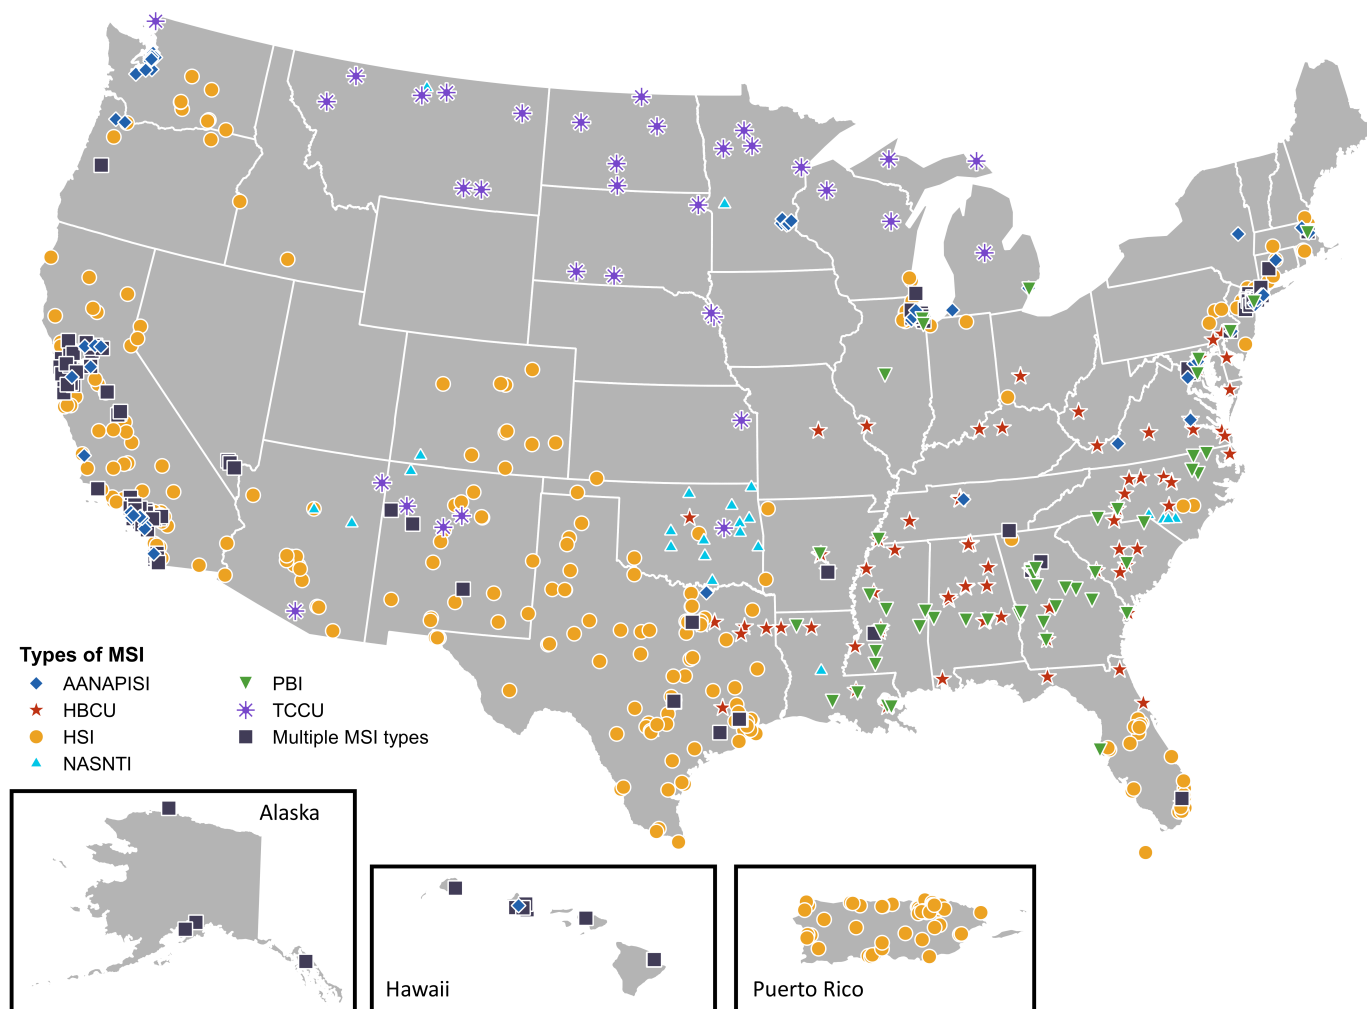 Types of MSI
AANAPISI
HBCU
HSI
NASNTI
PBI
TCCU
Multiple MSI types
Alaska
Hawaii
Puerto Rico